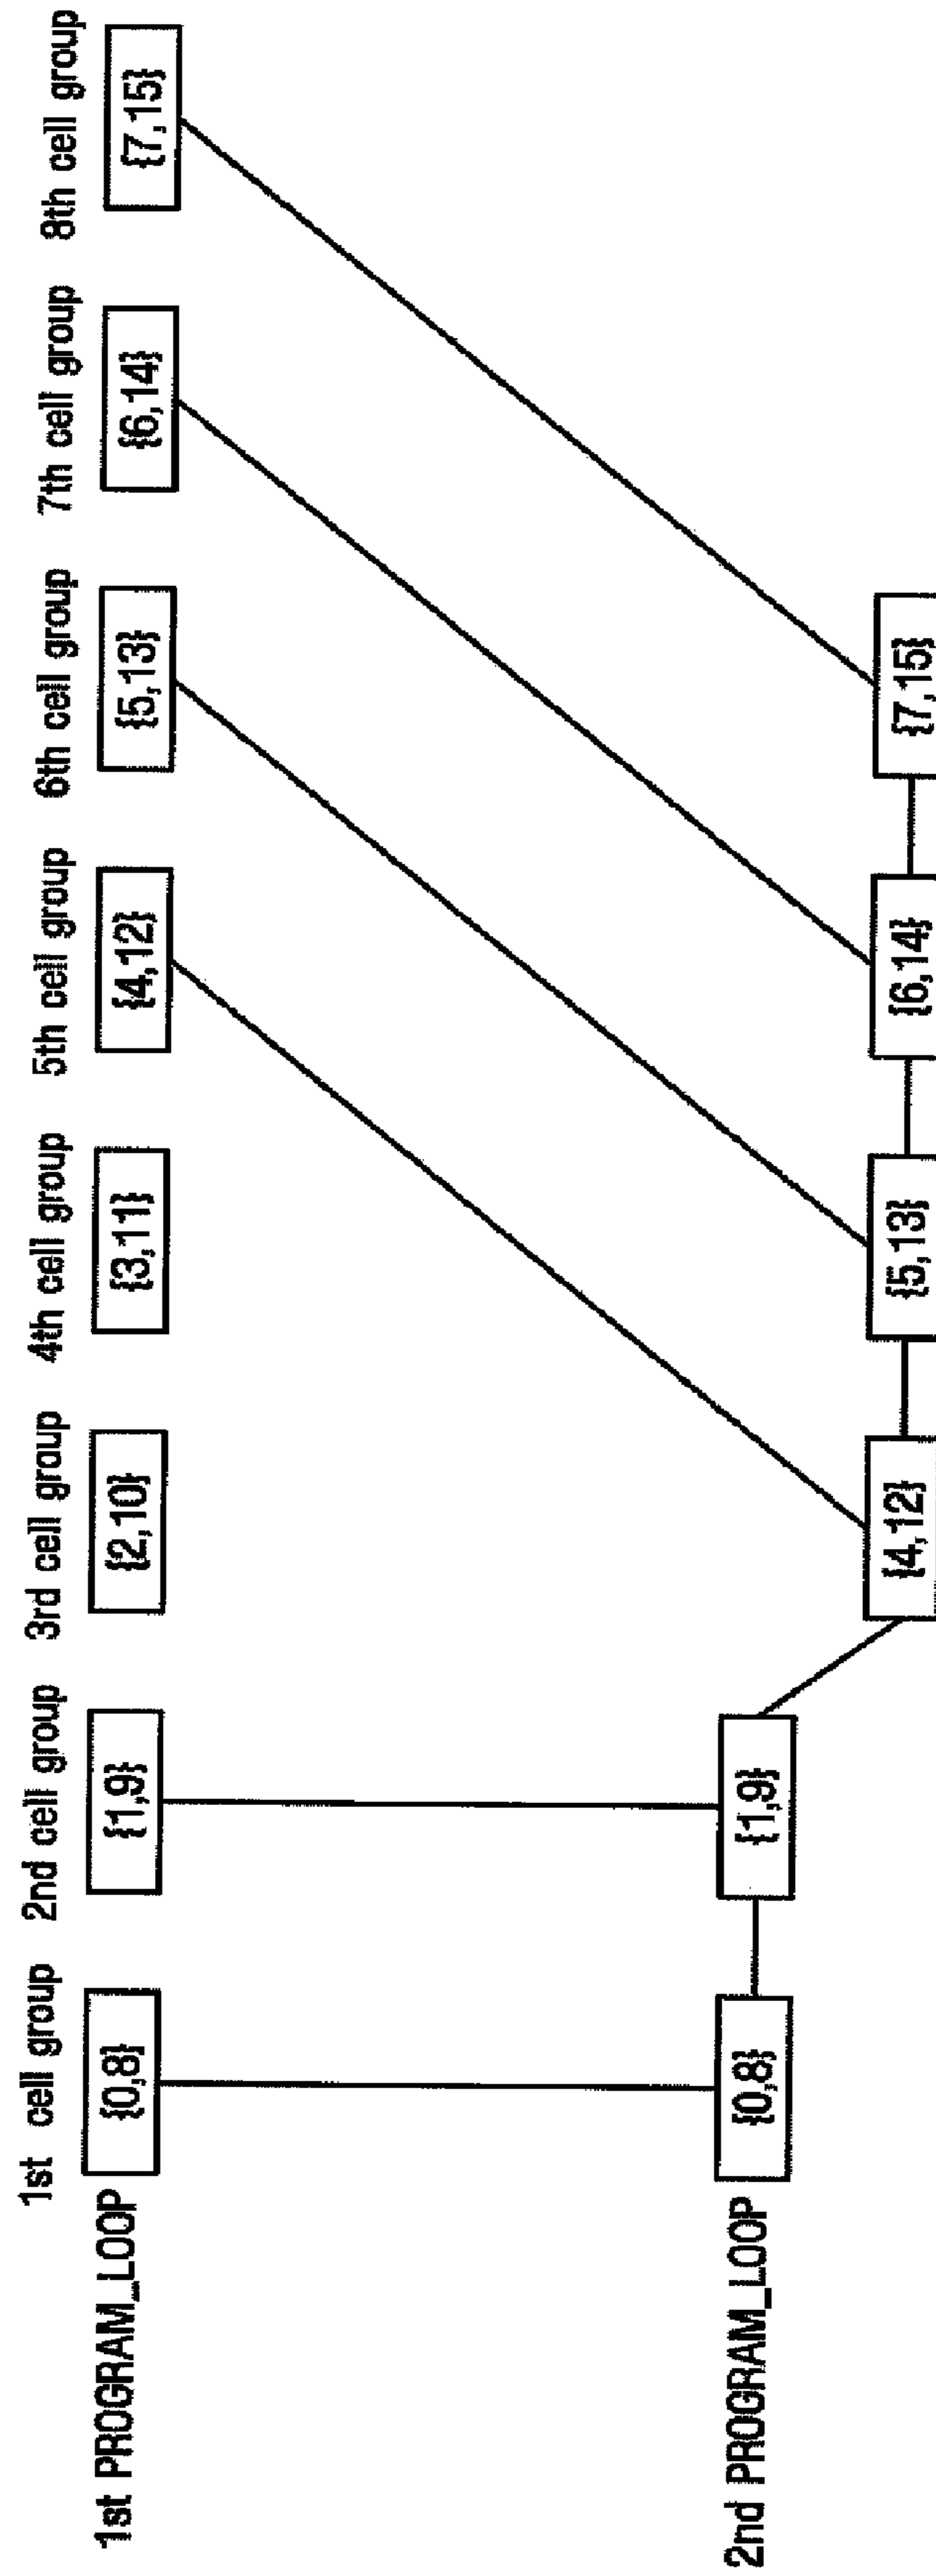 1st cell group 2nd cell group 3rd cell group 4th cell group 5th cell group 6th cell group 7th cell group 8th cell group
1st PROGRAM_LOOP {0,8} {1,9} {2,10} {3,11} {4,12} {5,13} {6,14} {7,15}
2nd PROGRAM_LOOP {0,8} {1,9}
{4,12} {5,13} {6,14} {7,15}